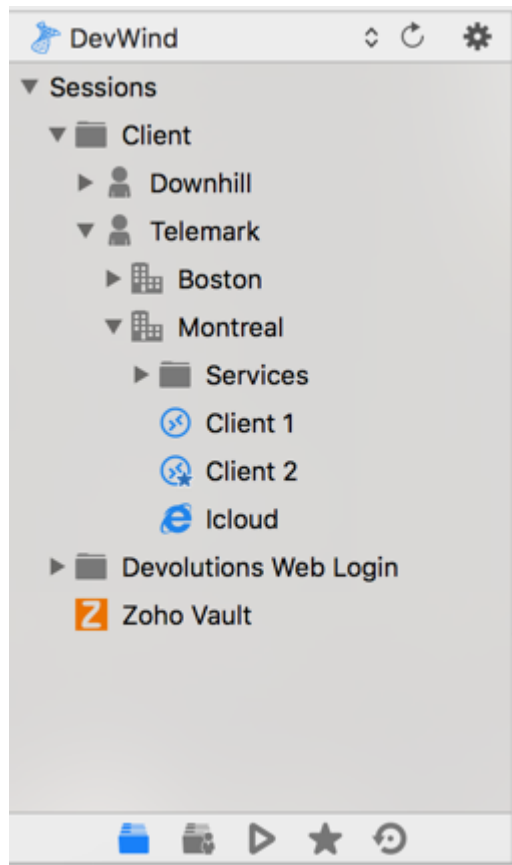 DevWind
Sessions
Client
Downhill
Telemark
Boston
Montreal
Services
Client 1
Client 2
Icloud
Devolutions Web Login
Z Zoho Vault